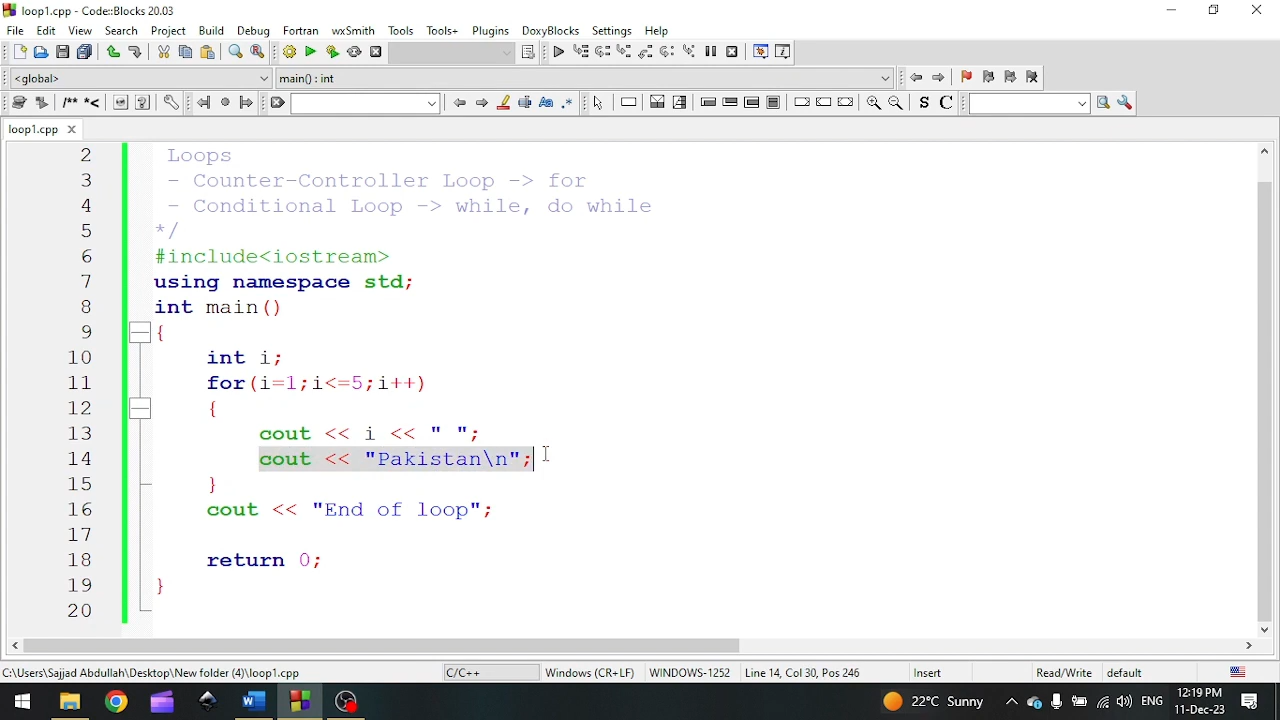 loop1.cpp - Code::Blocks 20.03
File Edit View Search Project Build Debug Fortran wxSmith Tools Tools+ Plugins DoxyBlocks Settings Help
<global> main() : int
/** *< Aa .* S C
loop1.cpp
2 Loops
3 - Counter-Controller Loop -> for
4 - Conditional Loop -> while, do while
5 */
6 #include<iostream>
7 using namespace std;
8 int main()
9 {
10 int i;
11 for(i=1;i<=5;i++)
12 {
13 cout << i << " ";
14 cout << "Pakistan\n";
15 }
16 cout << "End of loop";
17
18 return 0;
19 }
20
C:\Users\Sajjad Abdullah\Desktop\New folder (4)\loop1.cpp C/C++ Windows (CR+LF) WINDOWS-1252 Line 14, Col 30, Pos 246 Insert Read/Write default
22°C Sunny ENG 12:19 PM
11-Dec-23